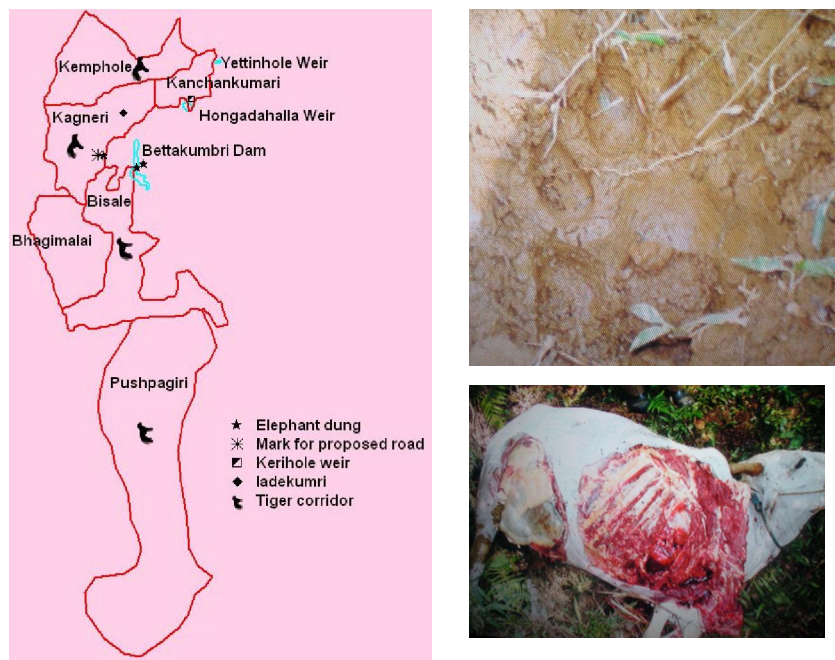 Kemphole
Yettinhole Weir
Kanchankumari
Kagneri
Hongadahalla Weir
Bettakumbri Dam
Bisale
Bhagimalai
Pushpagiri
Elephant dung
Mark for proposed road
Kerihole weir
Iadekumri
Tiger corridor